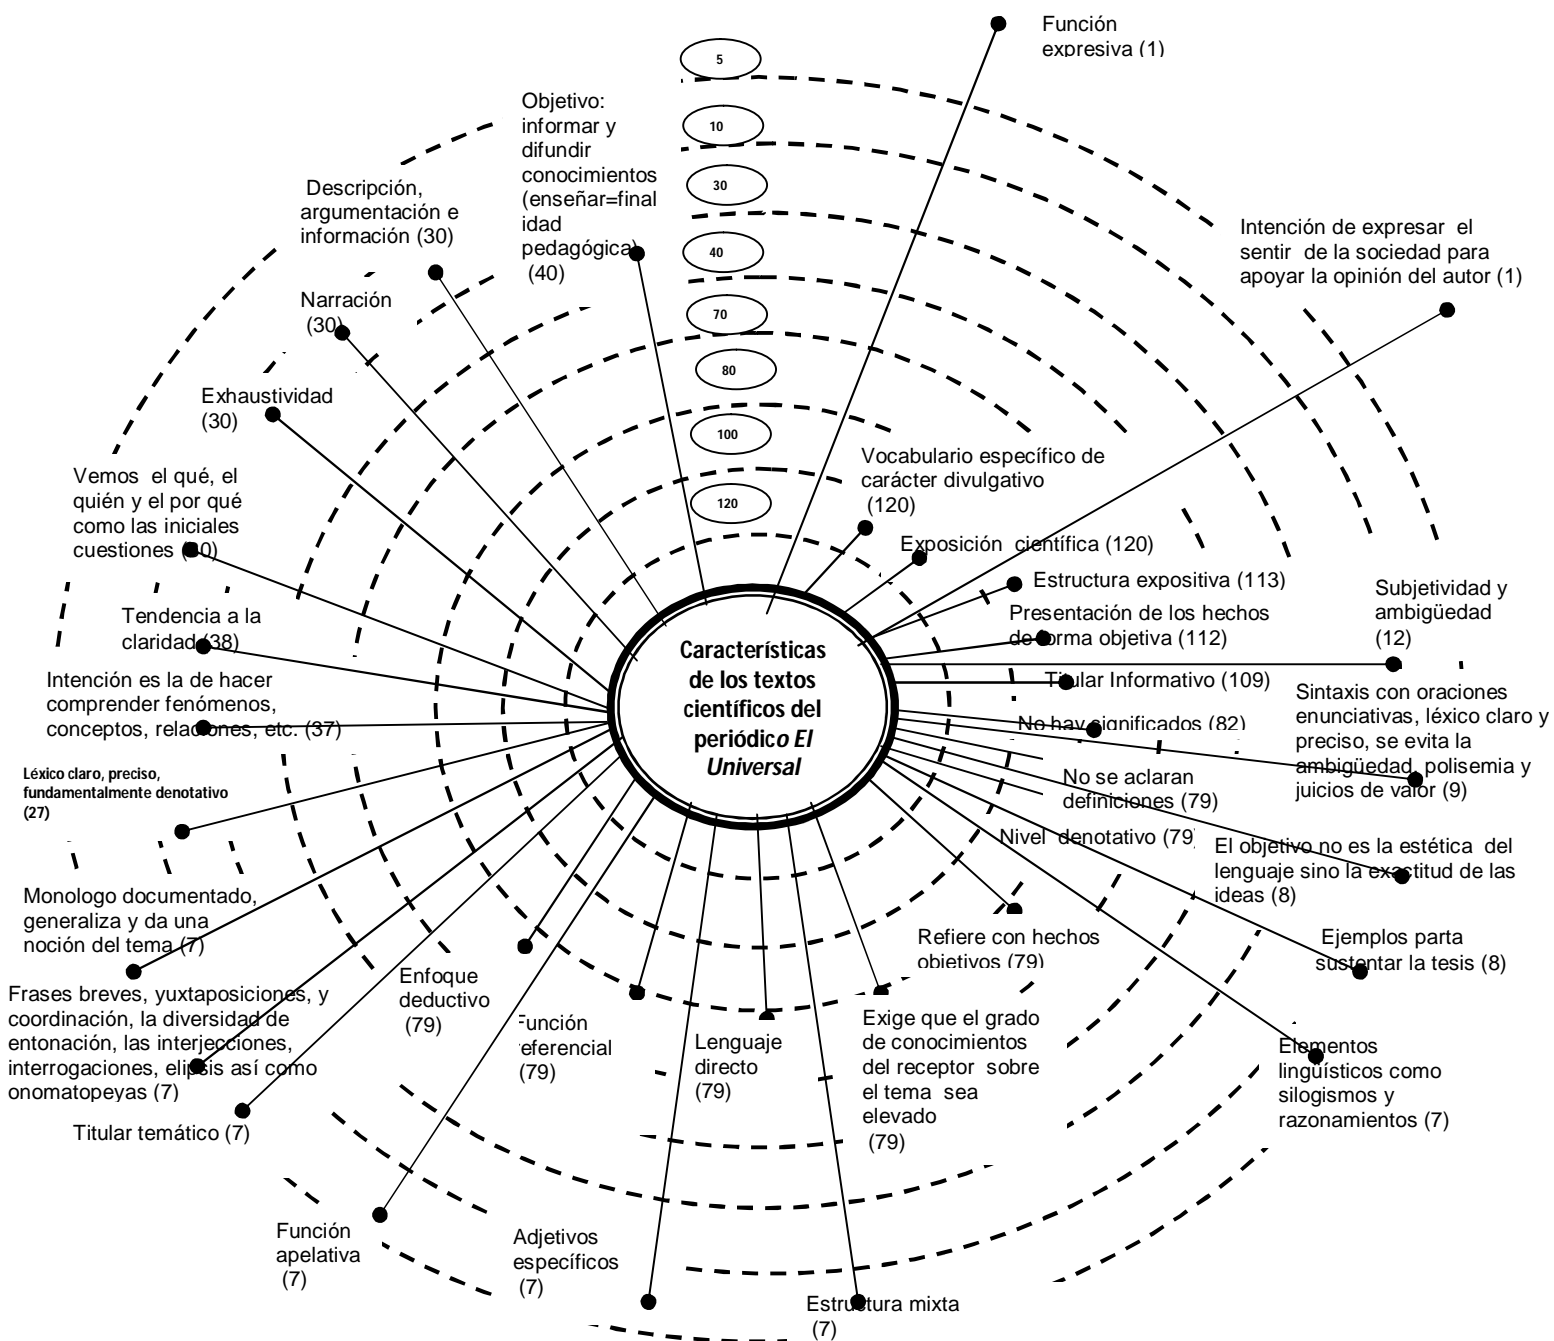 Función
expresiva (1)
5
10
30
40
70
80
100
120
Objetivo:
informar y
difundir
conocimientos
(enseñar=final
idad
pedagógica)
(40)
Descripción,
argumentación e
información (30)
Narración
(30)
Exhaustividad
(30)
Vemos el qué, el
quién y el por qué
como las iniciales
cuestiones
Tendencia a la
claridad (38)
Intención es la de hacer
comprender fenómenos,
conceptos, relaciones, etc. (37)
Léxico claro, preciso,
fundamentalmente denotativo
(27)
Monologo documentado,
generaliza y da una
noción del tema (7)
Frases breves, yuxtaposiciones, y
coordinación, la diversidad de
entonación, las interjecciones,
interrogaciones, elipsis así como
onomatopeyas (7)
Titular temático (7)
Función
apelativa
(7)
Enfoque
deductivo
(79)
Función
referencial
(79)
Adjetivos
específicos
(7)
Lenguaje
directo
(79)
Estructura mixta
(7)
Exige que el grado
de conocimientos
del receptor sobre
el tema sea
elevado
(79)
Refiere con hechos
objetivos (79)
Elementos
lingüísticos como
silogismos y
razonamientos (7)
Ejemplos parta
sustentar la tesis (8)
El objetivo no es la estética del
lenguaje sino la exactitud de las
ideas (8)
Nivel denotativo (79)
No se aclaran
definiciones (79)
Sintaxis con oraciones
enunciativas, léxico claro y
preciso, se evita la
ambigüedad, polisemia y
juicios de valor (9)
No hay significados (82)
Titular Informativo (109)
Subjetividad y
ambigüedad
(12)
Presentación de los hechos
de forma objetiva (112)
Estructura expositiva (113)
Exposición científica (120)
Vocabulario específico de
carácter divulgativo
(120)
Intención de expresar el
sentir de la sociedad para
apoyar la opinión del autor (1)
Características
de los textos
científicos del
periódico El
Universal